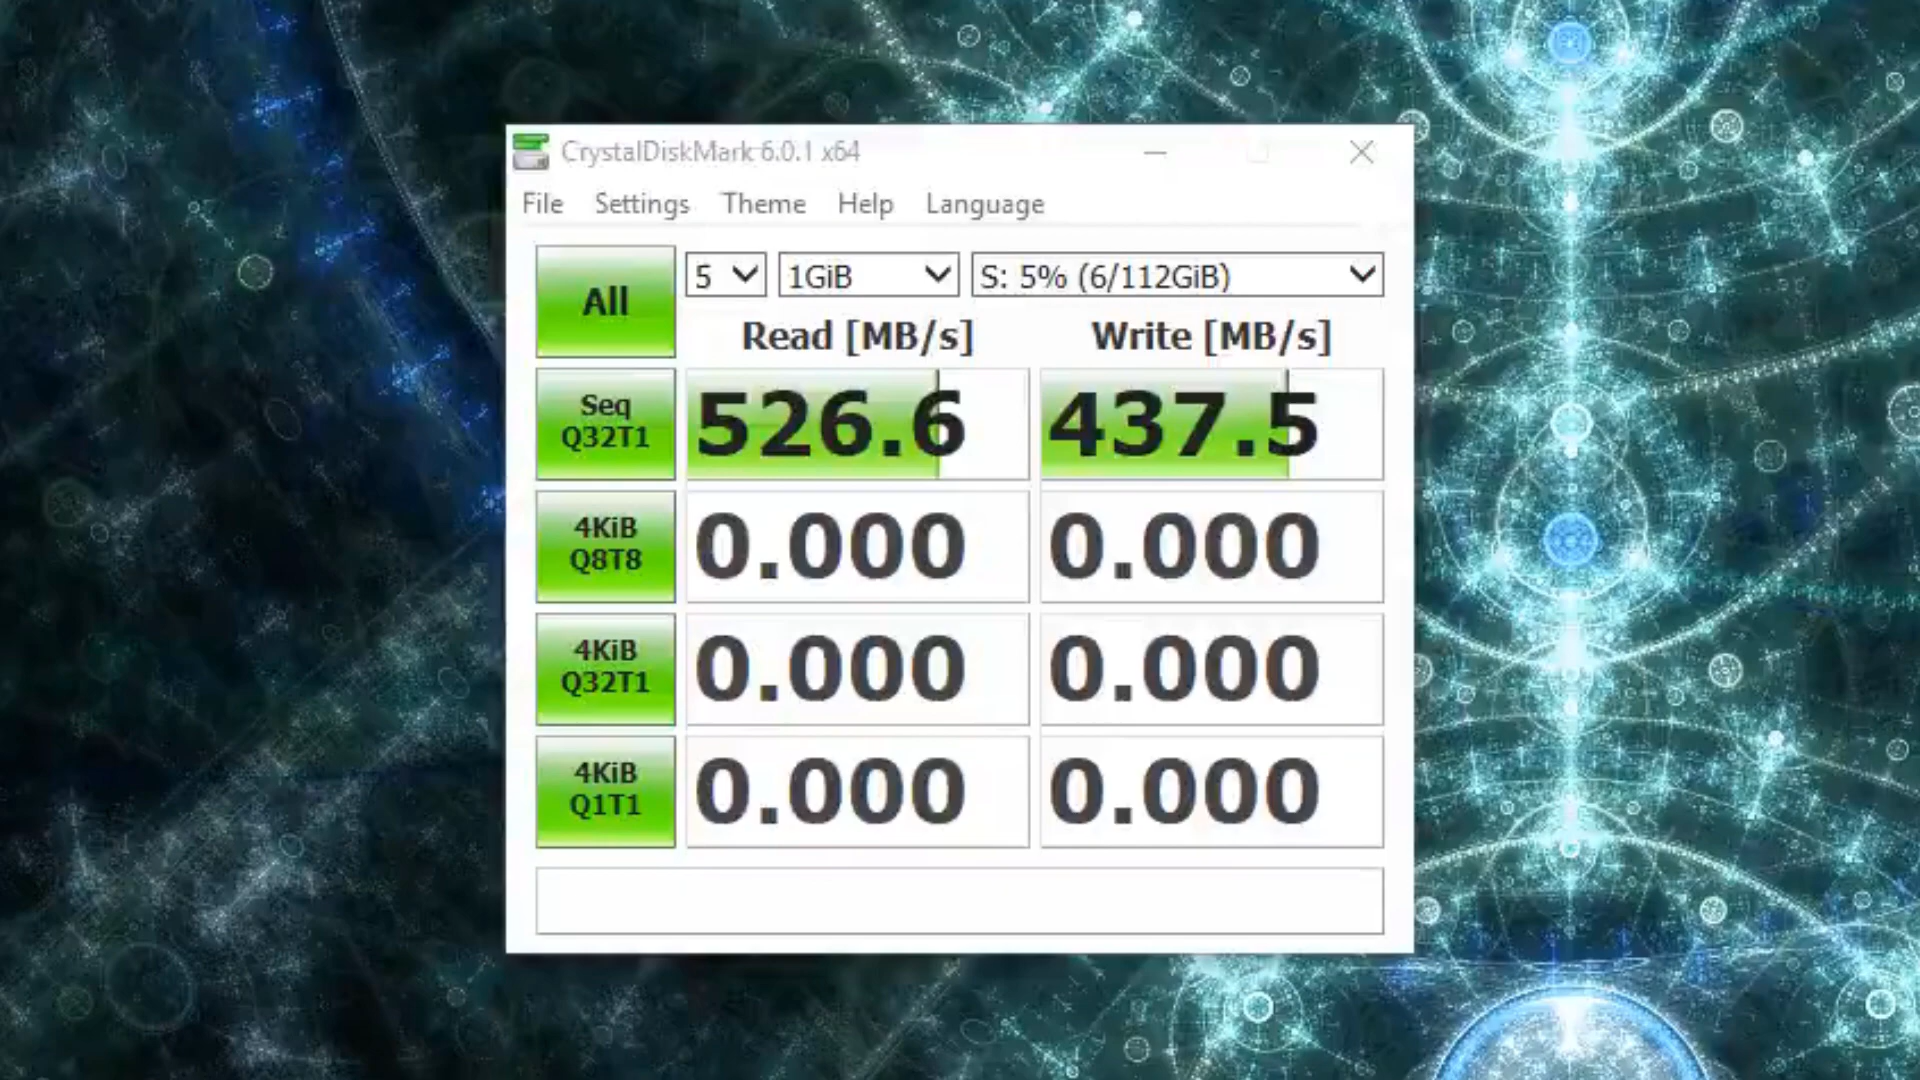 CrystalDiskMark 6.0.1 x64
File Settings Theme Help Language
All 5 1GiB S: 5% (6/112GiB)
Read [MB/s] Write [MB/s]
Seq
Q32T1
526.6 437.5
4KiB
Q8T8
0.000 0.000
4KiB
Q32T1
0.000 0.000
4KiB
Q1T1
0.000 0.000